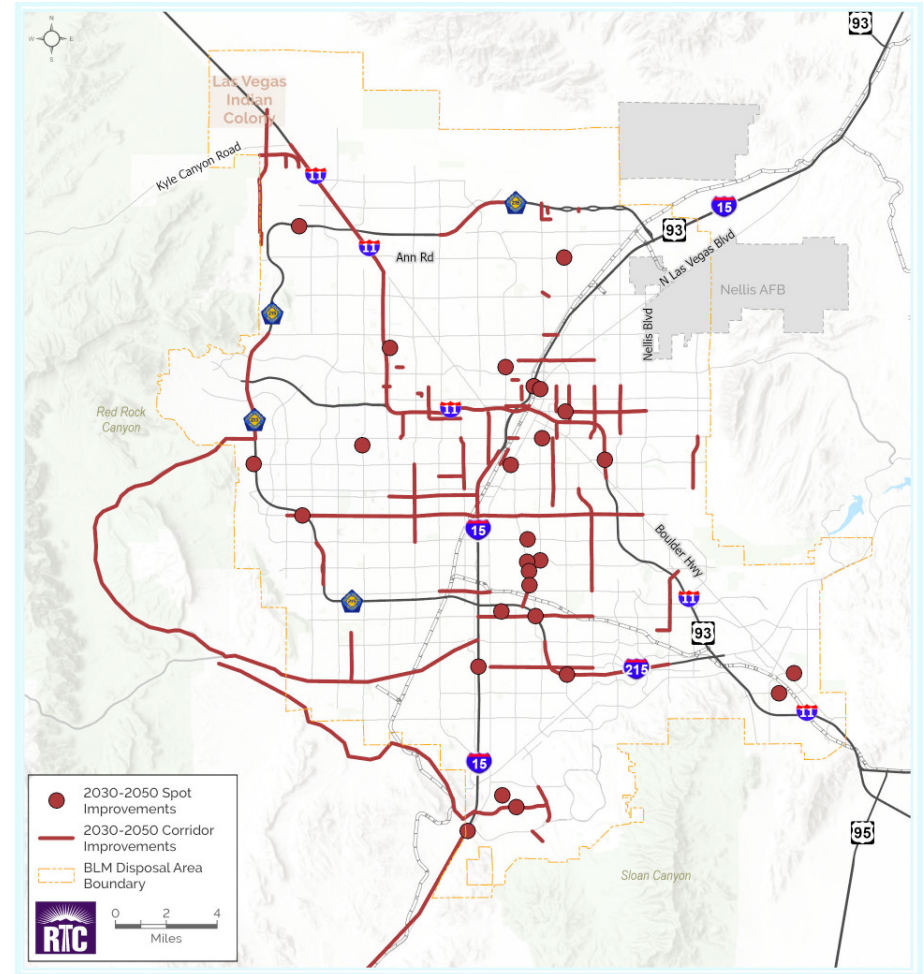 N
W
E
S
93
Las Vegas
Indian
Colony
Kyle Canyon Road
11
15
93
N Las Vegas Blvd
11
Ann Rd
Nellis AFB
Nellis Blvd
Red Rock
Canyon
11
15
Boulder Hwy
11
93
215
11
15
95
Sloan Canyon
2030-2050 Spot
Improvements
2030-2050 Corridor
Improvements
BLM Disposal Area
Boundary
RTC
0 2 4
Miles